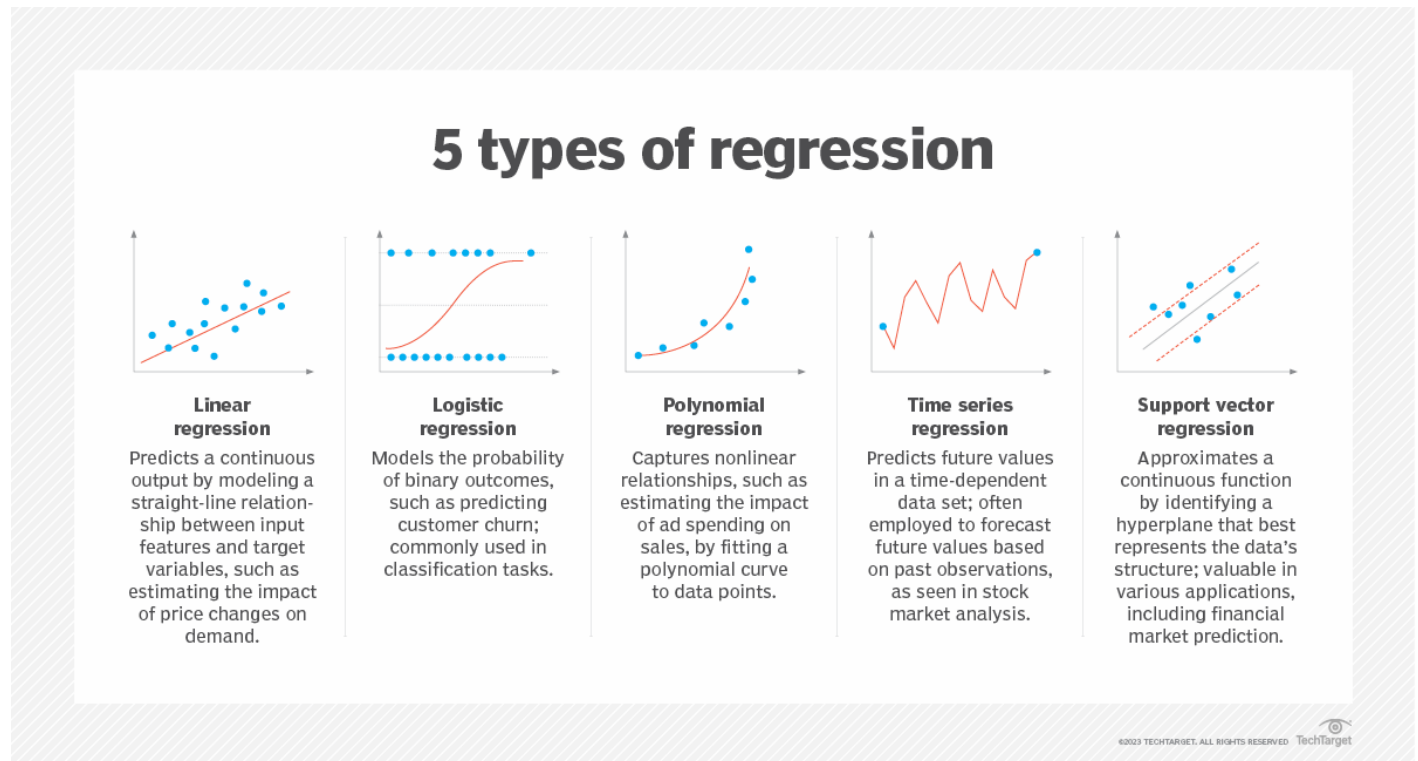 5 types of regression
Linear
regression
Predicts a continuous
output by modeling a
straight-line relation-
ship between input
features and target
variables, such as
estimating the impact
of price changes on
demand.
Logistic
regression
Models the probability
of binary outcomes,
such as predicting
customer churn;
commonly used in
classification tasks.
Polynomial
regression
Captures nonlinear
relationships, such as
estimating the impact
of ad spending on
sales, by fitting a
polynomial curve
to data points.
Time series
regression
Predicts future values
in a time-dependent
data set; often
employed to forecast
future values based
on past observations,
as seen in stock
market analysis.
Support vector
regression
Approximates a
continuous function
by identifying a
hyperplane that best
represents the data's
structure; valuable in
various applications,
including financial
market prediction.
©2023 TECHTARGET. ALL RIGHTS RESERVED TechTarget